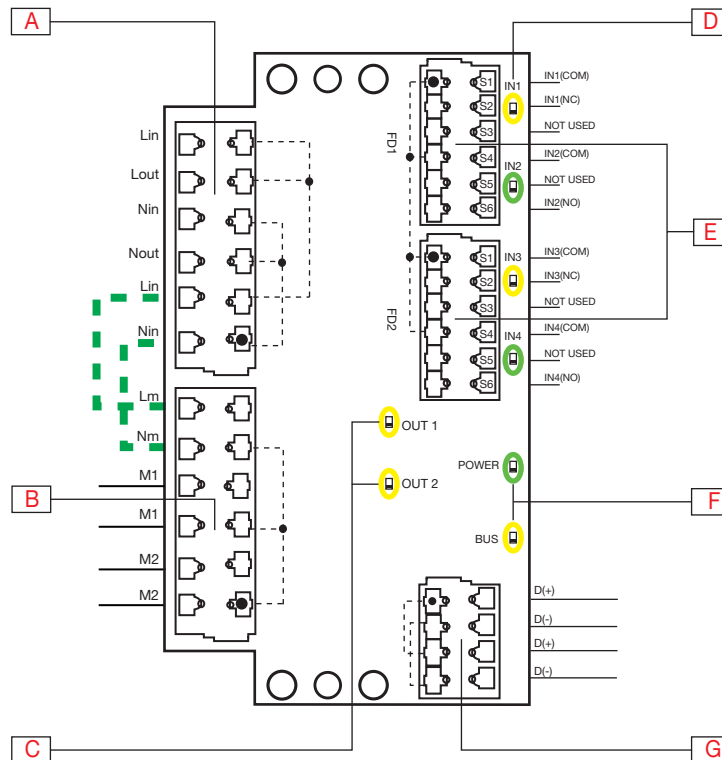 A
D
Lin
Lout
Nin
Nout
Lin
Nin
Lm
Nm
M1
M1
M2
M2
B
C
FD1
S1
S2
S3
S4
S5
S6
IN1
IN2
IN1(COM)
IN1(NC)
NOT USED
IN2(COM)
NOT USED
IN2(NO)
E
FD2
S1
S2
S3
S4
S5
S6
IN3
IN4
IN3(COM)
IN3(NC)
NOT USED
IN4(COM)
NOT USED
IN4(NO)
OUT 1
OUT 2
POWER
BUS
F
D(+)
D(-)
D(+)
D(-)
G